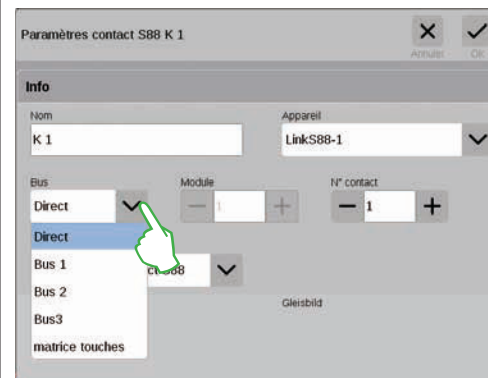 Paramètres contact S88 K 1
Annuler OK
Info
Nom Appareil
K 1 LinkS88-1
Bus Module N° contact
Direct 1 1
Direct
Bus 1
ct S88
Bus 2
Gleisbild
Bus3
matrice touches